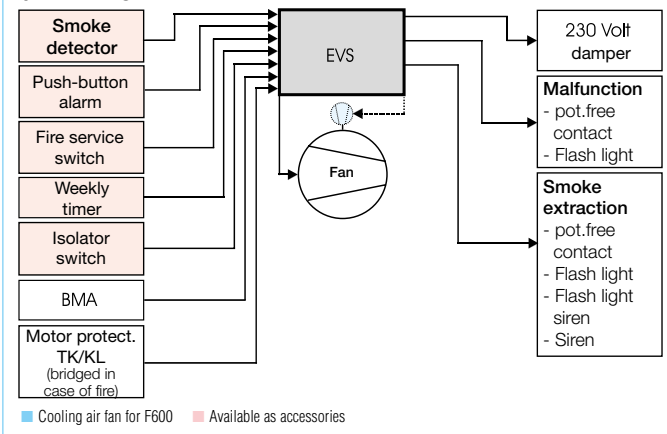 Smoke
detector
Push-button
alarm
Fire service
switch
Weekly
timer
Isolator
switch
BMA
Motor protect.
TK/KL
(bridged in
case of fire)
EVS
Fan
230 Volt
damper
Malfunction
- pot.free
contact
- Flash light
Smoke
extraction
- pot.free
contact
- Flash light
- Flash light
siren
- Siren
Cooling air fan for F600
Available as accessories